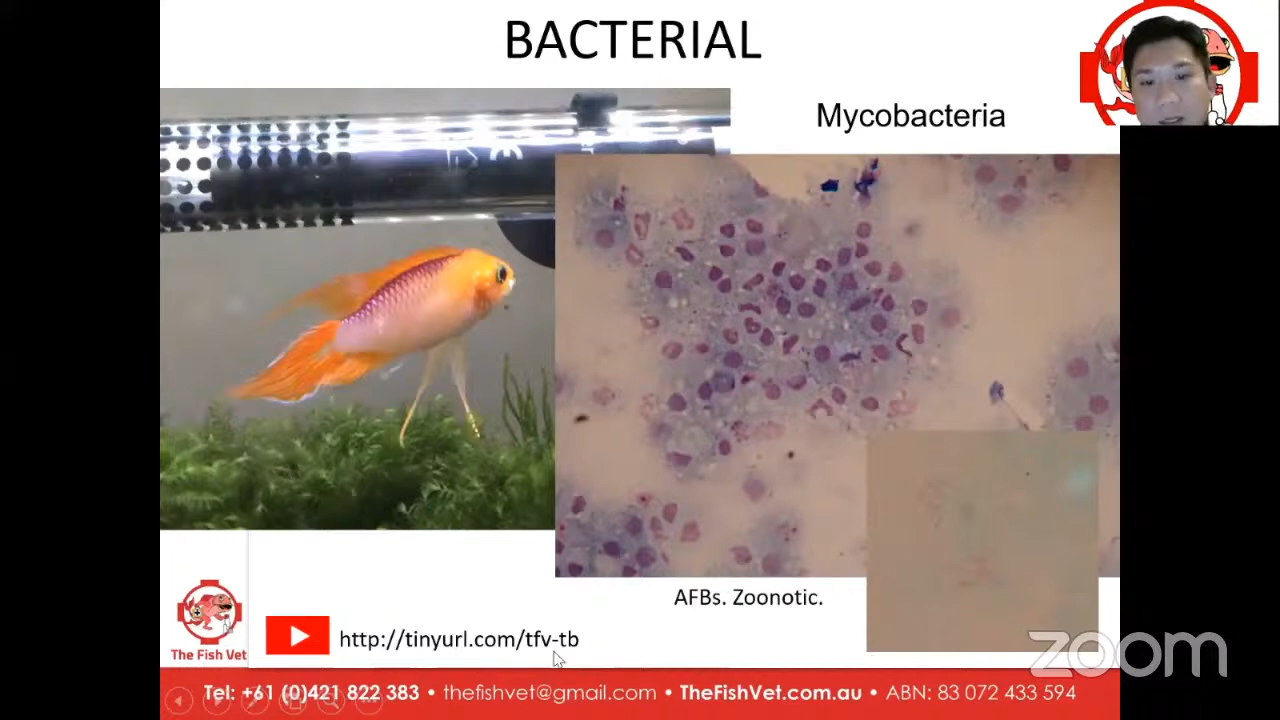 BACTERIAL
Mycobacteria
AFBs. Zoonotic.
The Fish Vet
http://tinyurl.com/tfv-tb
zoom
Tel: +61 (0)421 822 383 • thefishvet@gmail.com • TheFishVet.com.au • ABN: 83 072 433 594